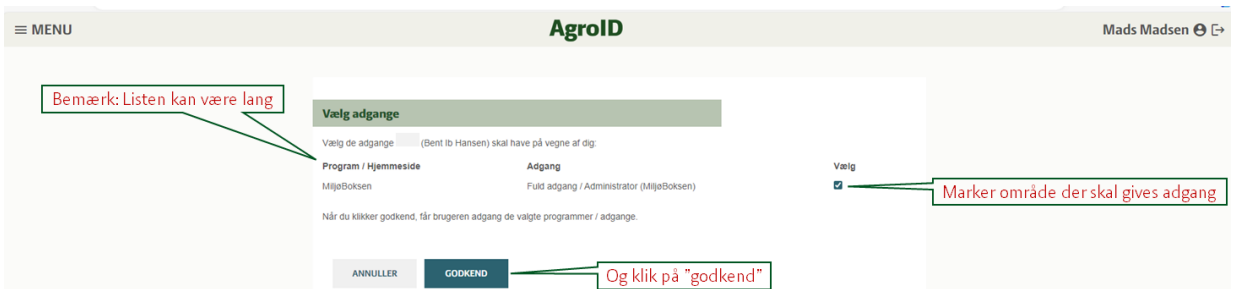 MENU
AgroID
Mads Madsen
Bemærk: Listen kan være lang
Vælg adgange
Vælg de adgange (Bent Ib Hansen) skal have på vegne af dig:
Program / Hjemmeside Adgang Vælg
MiljøBoksen Fuld adgang / Administrator (MiljøBoksen)
Marker område der skal gives adgang
Når du klikker godkend, får brugeren adgang de valgte programmer / adgange.
ANNULLER GODKEND
Og klik på ”godkend”